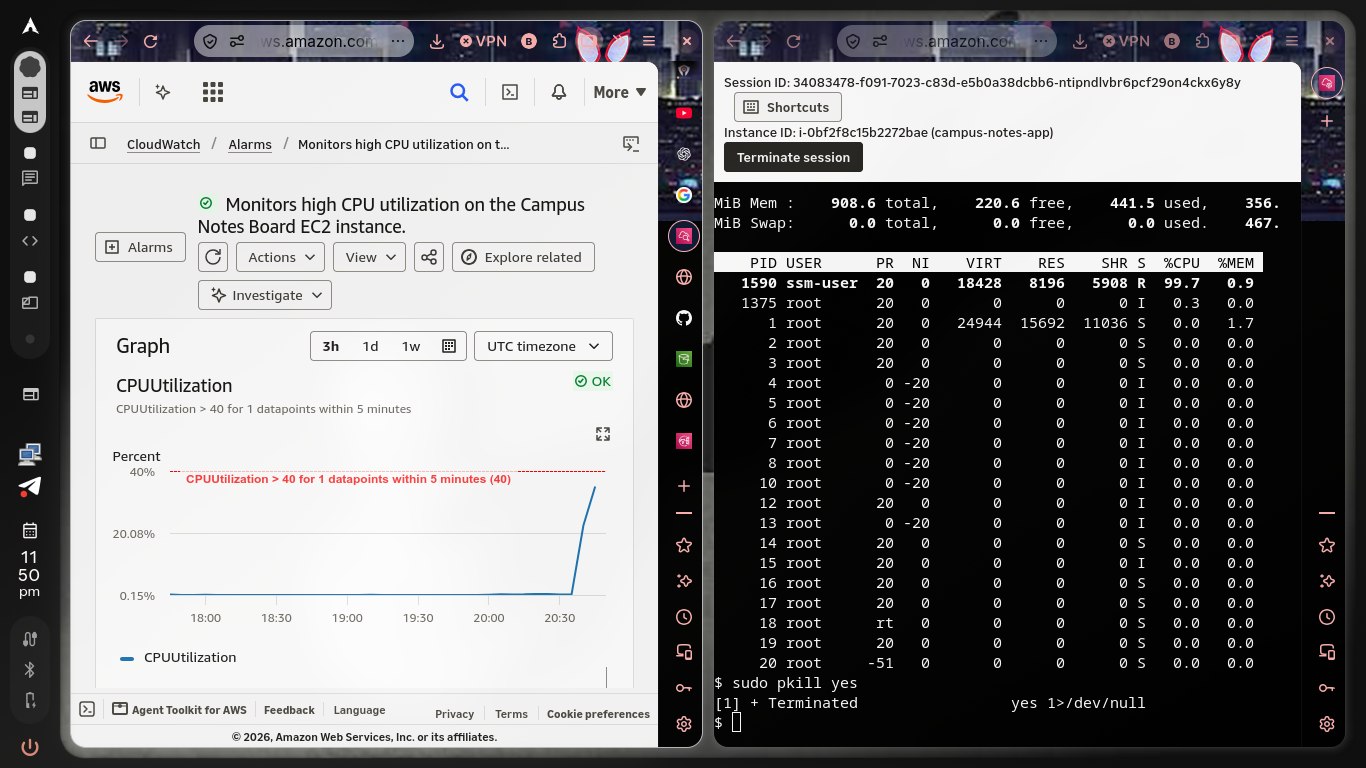 11
50
pm
ws.amazon.com
VPN
B
aws
More
CloudWatch / Alarms / Monitors high CPU utilization on t...
Monitors high CPU utilization on the Campus
Notes Board EC2 instance.
Alarms
Actions
View
Explore related
Investigate
Graph
3h 1d 1w
UTC timezone
CPUUtilization
OK
CPUUtilization > 40 for 1 datapoints within 5 minutes
Percent
40%
CPUUtilization > 40 for 1 datapoints within 5 minutes (40)
20.08%
0.15%
18:00 18:30 19:00 19:30 20:00 20:30
CPUUtilization
Agent Toolkit for AWS Feedback Language
Privacy Terms Cookie preferences
© 2026, Amazon Web Services, Inc. or its affiliates.
ws.amazon.co
VPN
B
Session ID: 34083478-f091-7023-c83d-e5b0a38dcbb6-ntipndlvbr6pcf29on4ckx6y8y
Shortcuts
Instance ID: i-0bf2f8c15b2272bae (campus-notes-app)
Terminate session
MiB Mem : 908.6 total, 220.6 free, 441.5 used, 356.
MiB Swap: 0.0 total, 0.0 free, 0.0 used. 467.
PID USER PR NI VIRT RES SHR S %CPU %MEM
1590 ssm-user 20 0 18428 8196 5908 R 99.7 0.9
1375 root 20 0 0 0 0 I 0.3 0.0
1 root 20 0 24944 15692 11036 S 0.0 1.7
2 root 20 0 0 0 0 S 0.0 0.0
3 root 20 0 0 0 0 S 0.0 0.0
4 root 0 -20 0 0 0 I 0.0 0.0
5 root 0 -20 0 0 0 I 0.0 0.0
6 root 0 -20 0 0 0 I 0.0 0.0
7 root 0 -20 0 0 0 I 0.0 0.0
8 root 0 -20 0 0 0 I 0.0 0.0
10 root 0 -20 0 0 0 I 0.0 0.0
12 root 20 0 0 0 0 I 0.0 0.0
13 root 0 -20 0 0 0 I 0.0 0.0
14 root 20 0 0 0 0 S 0.0 0.0
15 root 20 0 0 0 0 I 0.0 0.0
16 root 20 0 0 0 0 S 0.0 0.0
17 root 20 0 0 0 0 S 0.0 0.0
18 root rt 0 0 0 0 S 0.0 0.0
19 root 20 0 0 0 0 S 0.0 0.0
20 root -51 0 0 0 0 S 0.0 0.0
$ sudo pkill yes
[1] + Terminated yes 1>/dev/null
$